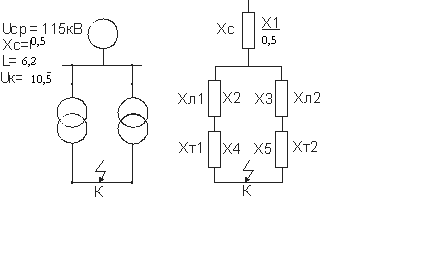 Uср = 115кВ
Xc=0,5
L= 6,2
Uк= 10,5
К
Xc X1
0,5
Xл1 X2 X3 Xл2
Xт1 X4 X5 Xт2
К